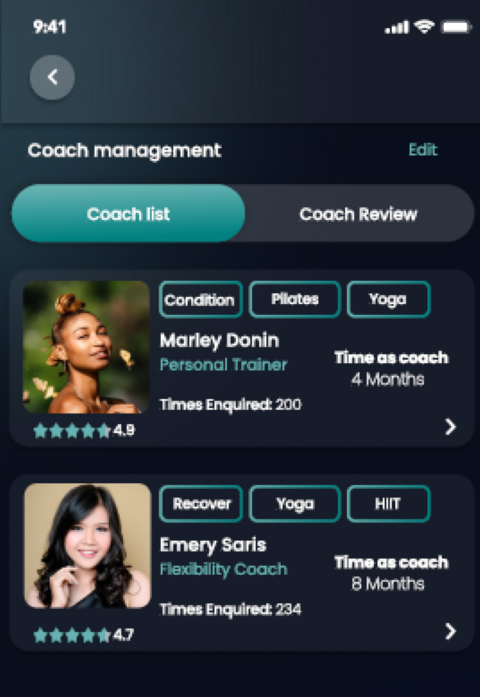 9:41
Coach management Edit
Coach list Coach Review
Condition Pilates Yoga
Marley Donin
Personal Trainer
Time as coach
4 Months
Times Enquired: 200
4.9
Recover Yoga HIIT
Emery Saris
Flexibility Coach
Time as coach
8 Months
Times Enquired: 234
4.7